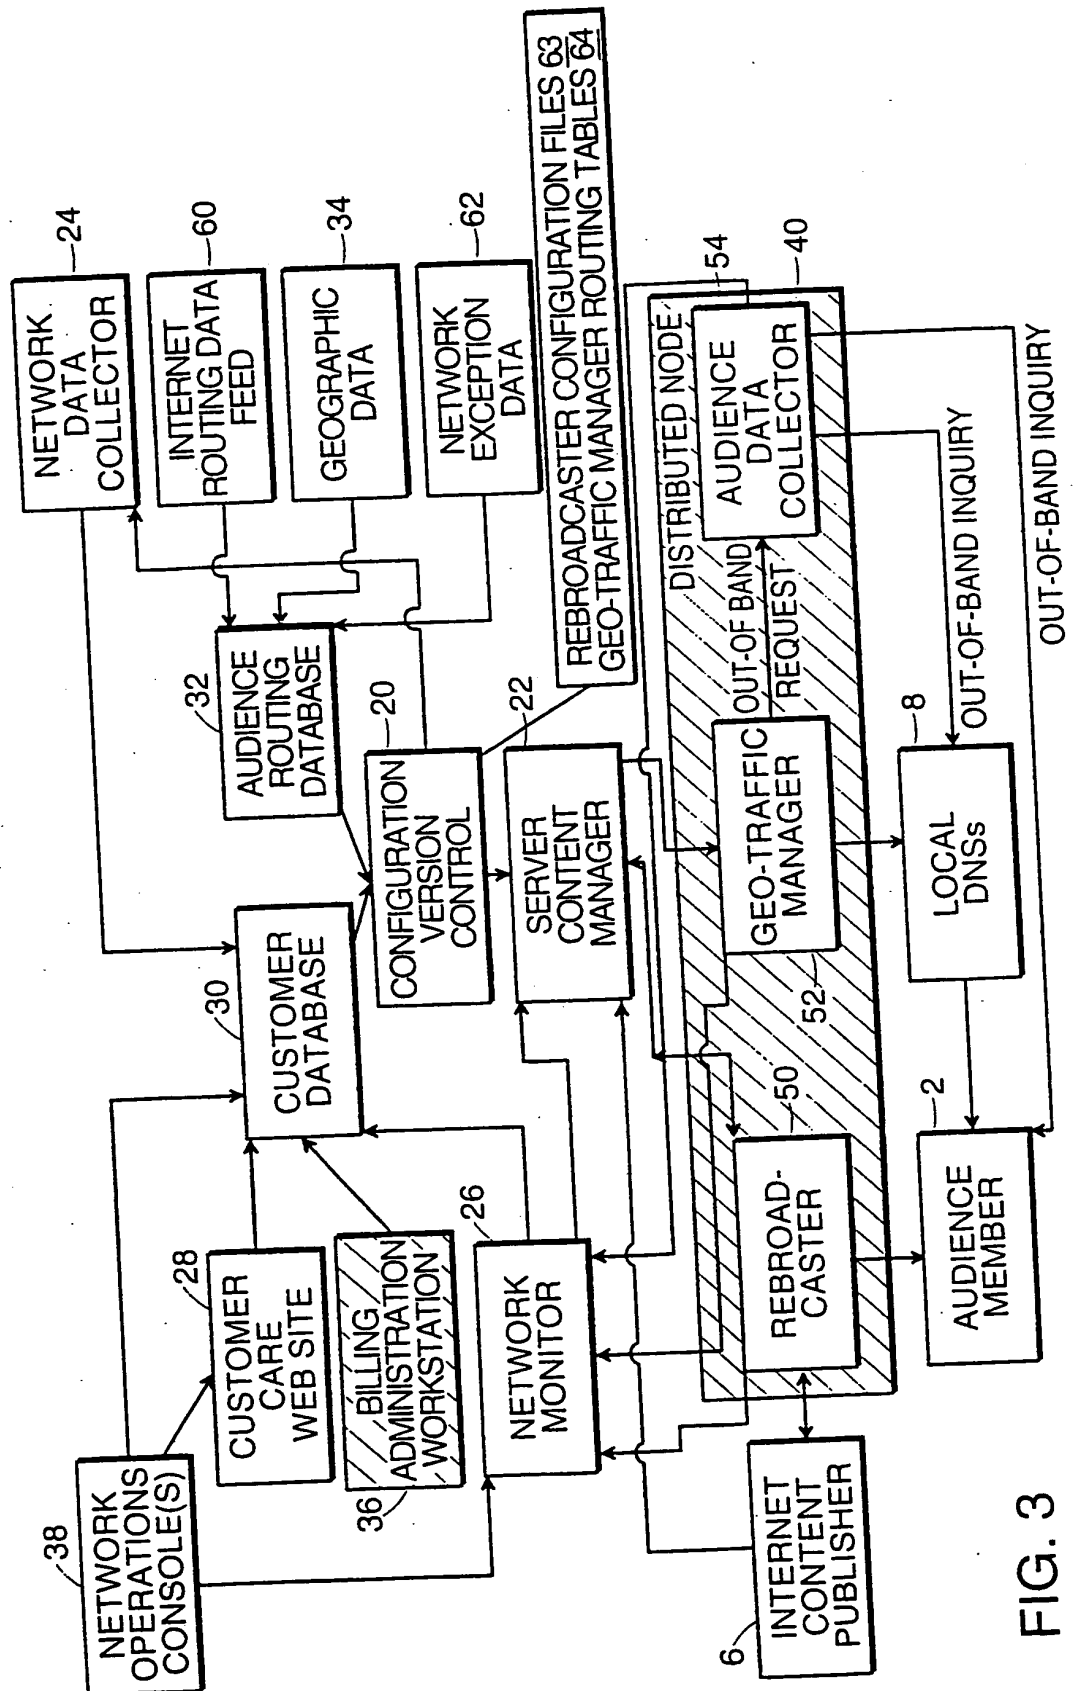 38
NETWORK
OPERATIONS
CONSOLE(S)
28
CUSTOMER
CARE
WEB SITE
36
BILLING
ADMINISTRATION
WORKSTATION
26
NETWORK
MONITOR
6
INTERNET
CONTENT
PUBLISHER
30
CUSTOMER
DATABASE
32
AUDIENCE
ROUTING
DATABASE
20
CONFIGURATION
VERSION
CONTROL
22
SERVER
CONTENT
MANAGER
24
NETWORK
DATA
COLLECTOR
60
INTERNET
ROUTING DATA
FEED
34
GEOGRAPHIC
DATA
62
NETWORK
EXCEPTION
DATA
REBROADCASTER CONFIGURATION FILES 63
GEO-TRAFFIC MANAGER ROUTING TABLES 64
DISTRIBUTED NODE
54
40
AUDIENCE
DATA
COLLECTOR
OUT-OF BAND
REQUEST
GEO-TRAFFIC
MANAGER
52
50
REBROAD-
CASTER
8
LOCAL
DNSs
2
AUDIENCE
MEMBER
OUT-OF-BAND INQUIRY
OUT-OF-BAND INQUIRY
FIG. 3